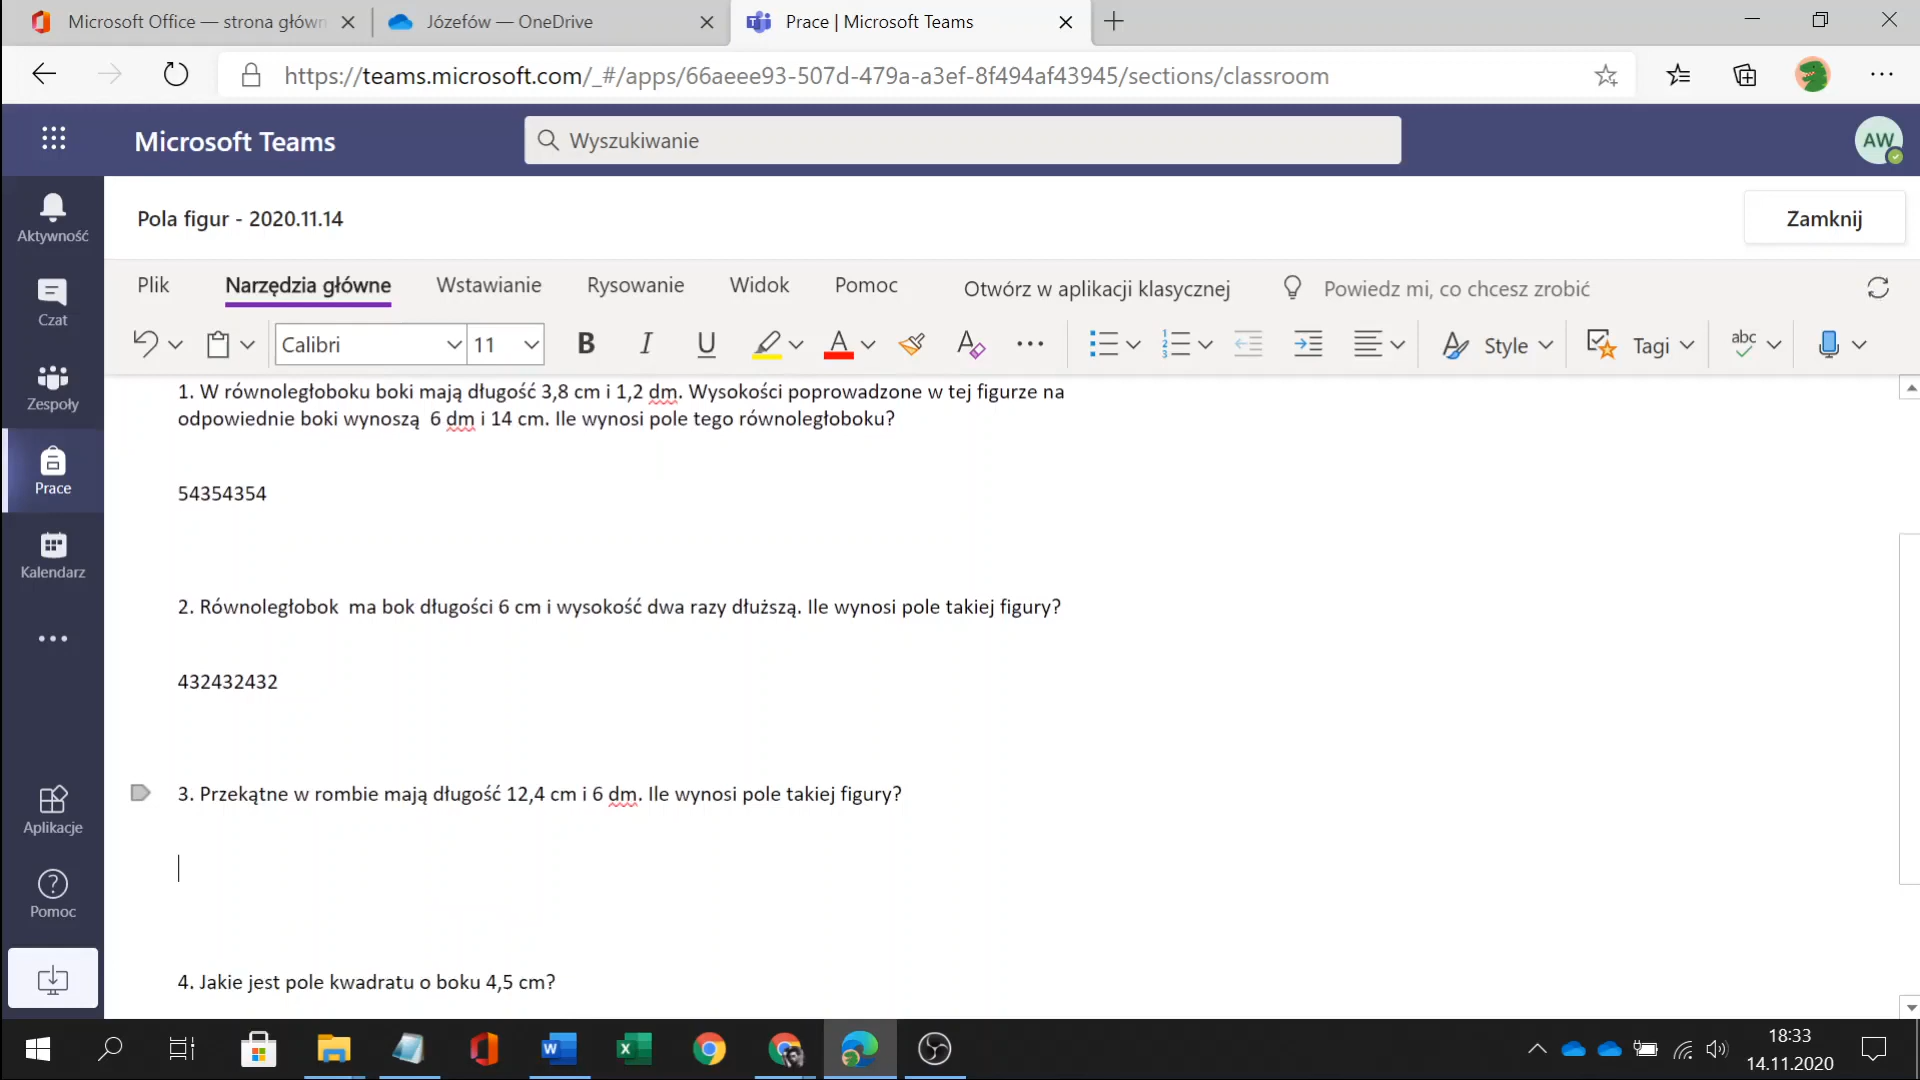 Microsoft Office — strona główn
Józefów — OneDrive
Prace | Microsoft Teams
https://teams.microsoft.com/_#/apps/66aeee93-507d-479a-a3ef-8f494af43945/sections/classroom
Microsoft Teams
Wyszukiwanie
AW
Aktywność
Czat
Zespoły
Prace
Kalendarz
Aplikacje
Pomoc
Pola figur - 2020.11.14
Zamknij
Plik Narzędzia główne Wstawianie Rysowanie Widok Pomoc Otwórz w aplikacji klasycznej Powiedz mi, co chcesz zrobić
Calibri 11 B I U A A Style Tagi abc
1. W równoległoboku boki mają długość 3,8 cm i 1,2 dm. Wysokości poprowadzone w tej figurze na
odpowiednie boki wynoszą  6 dm i 14 cm. Ile wynosi pole tego równoległoboku?
54354354
2. Równoległobok  ma bok długości 6 cm i wysokość dwa razy dłuższą. Ile wynosi pole takiej figury?
432432432
3. Przekątne w rombie mają długość 12,4 cm i 6 dm. Ile wynosi pole takiej figury?
4. Jakie jest pole kwadratu o boku 4,5 cm?
18:33
14.11.2020